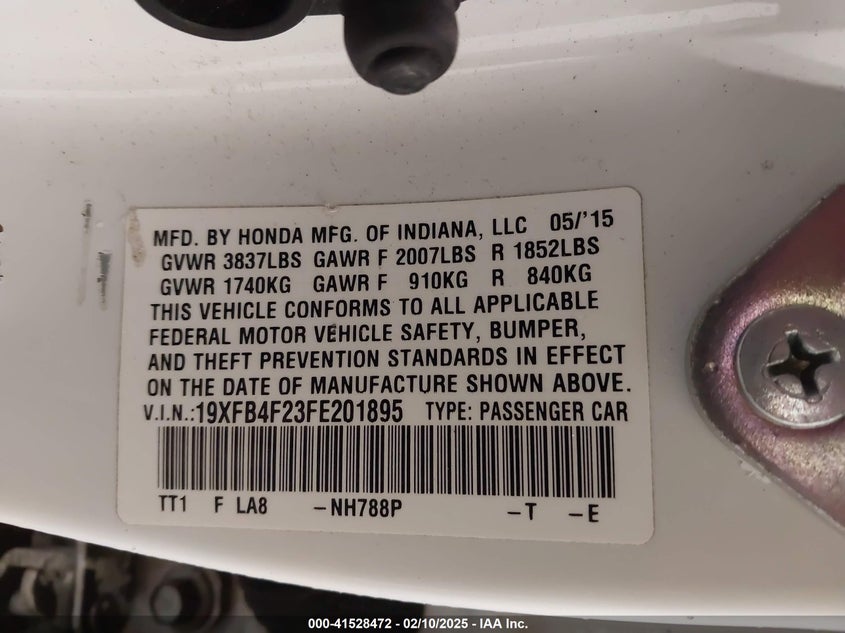 MFD. BY HONDA MFG. OF INDIANA, LLC 05/'15
GVWR 3837LBS GAWR F 2007LBS R 1852LBS
GVWR 1740KG GAWR F 910KG R 840KG
THIS VEHICLE CONFORMS TO ALL APPLICABLE
FEDERAL MOTOR VEHICLE SAFETY, BUMPER,
AND THEFT PREVENTION STANDARDS IN EFFECT
ON THE DATE OF MANUFACTURE SHOWN ABOVE.
V.I.N.:19XFB4F23FE201895 TYPE: PASSENGER CAR
TT1 F LA8 -NH788P -T -E
000-41528472 - 02/10/2025 - IAA Inc.